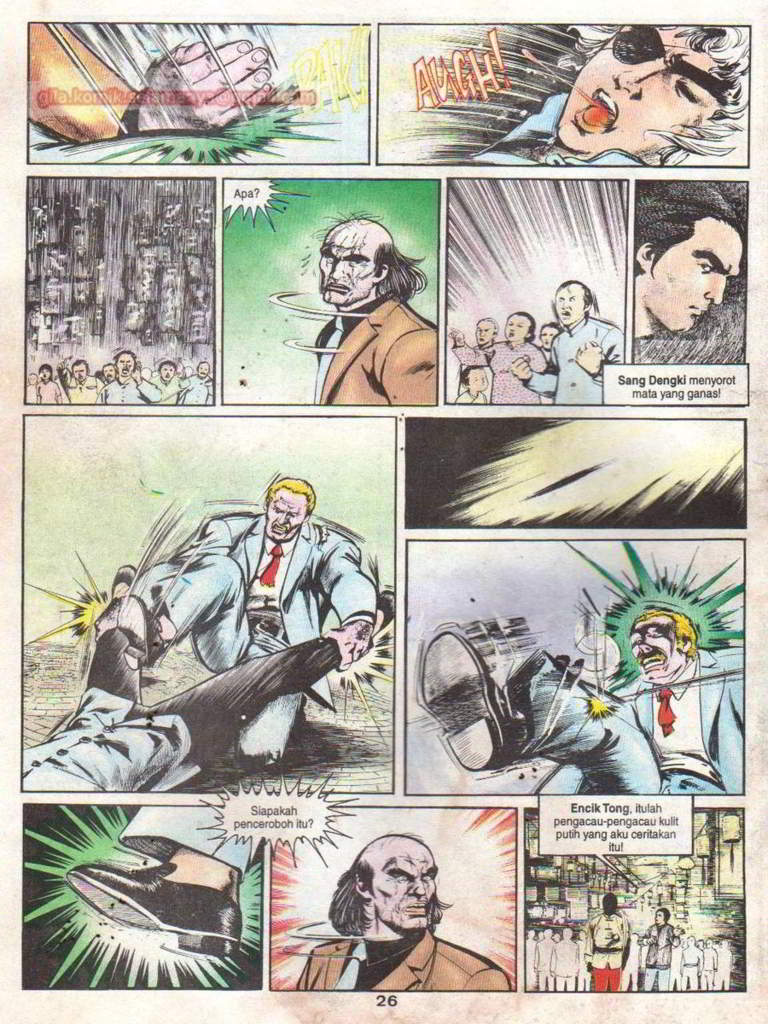 PAK!
AUGH!
Apa?
Sang Dengki menyorot
mata yang ganas!
Siapakah
penceroboh itu?
Encik Tong, itulah
pengacau-pengacau kulit
putih yang aku ceritakan
itu!
26